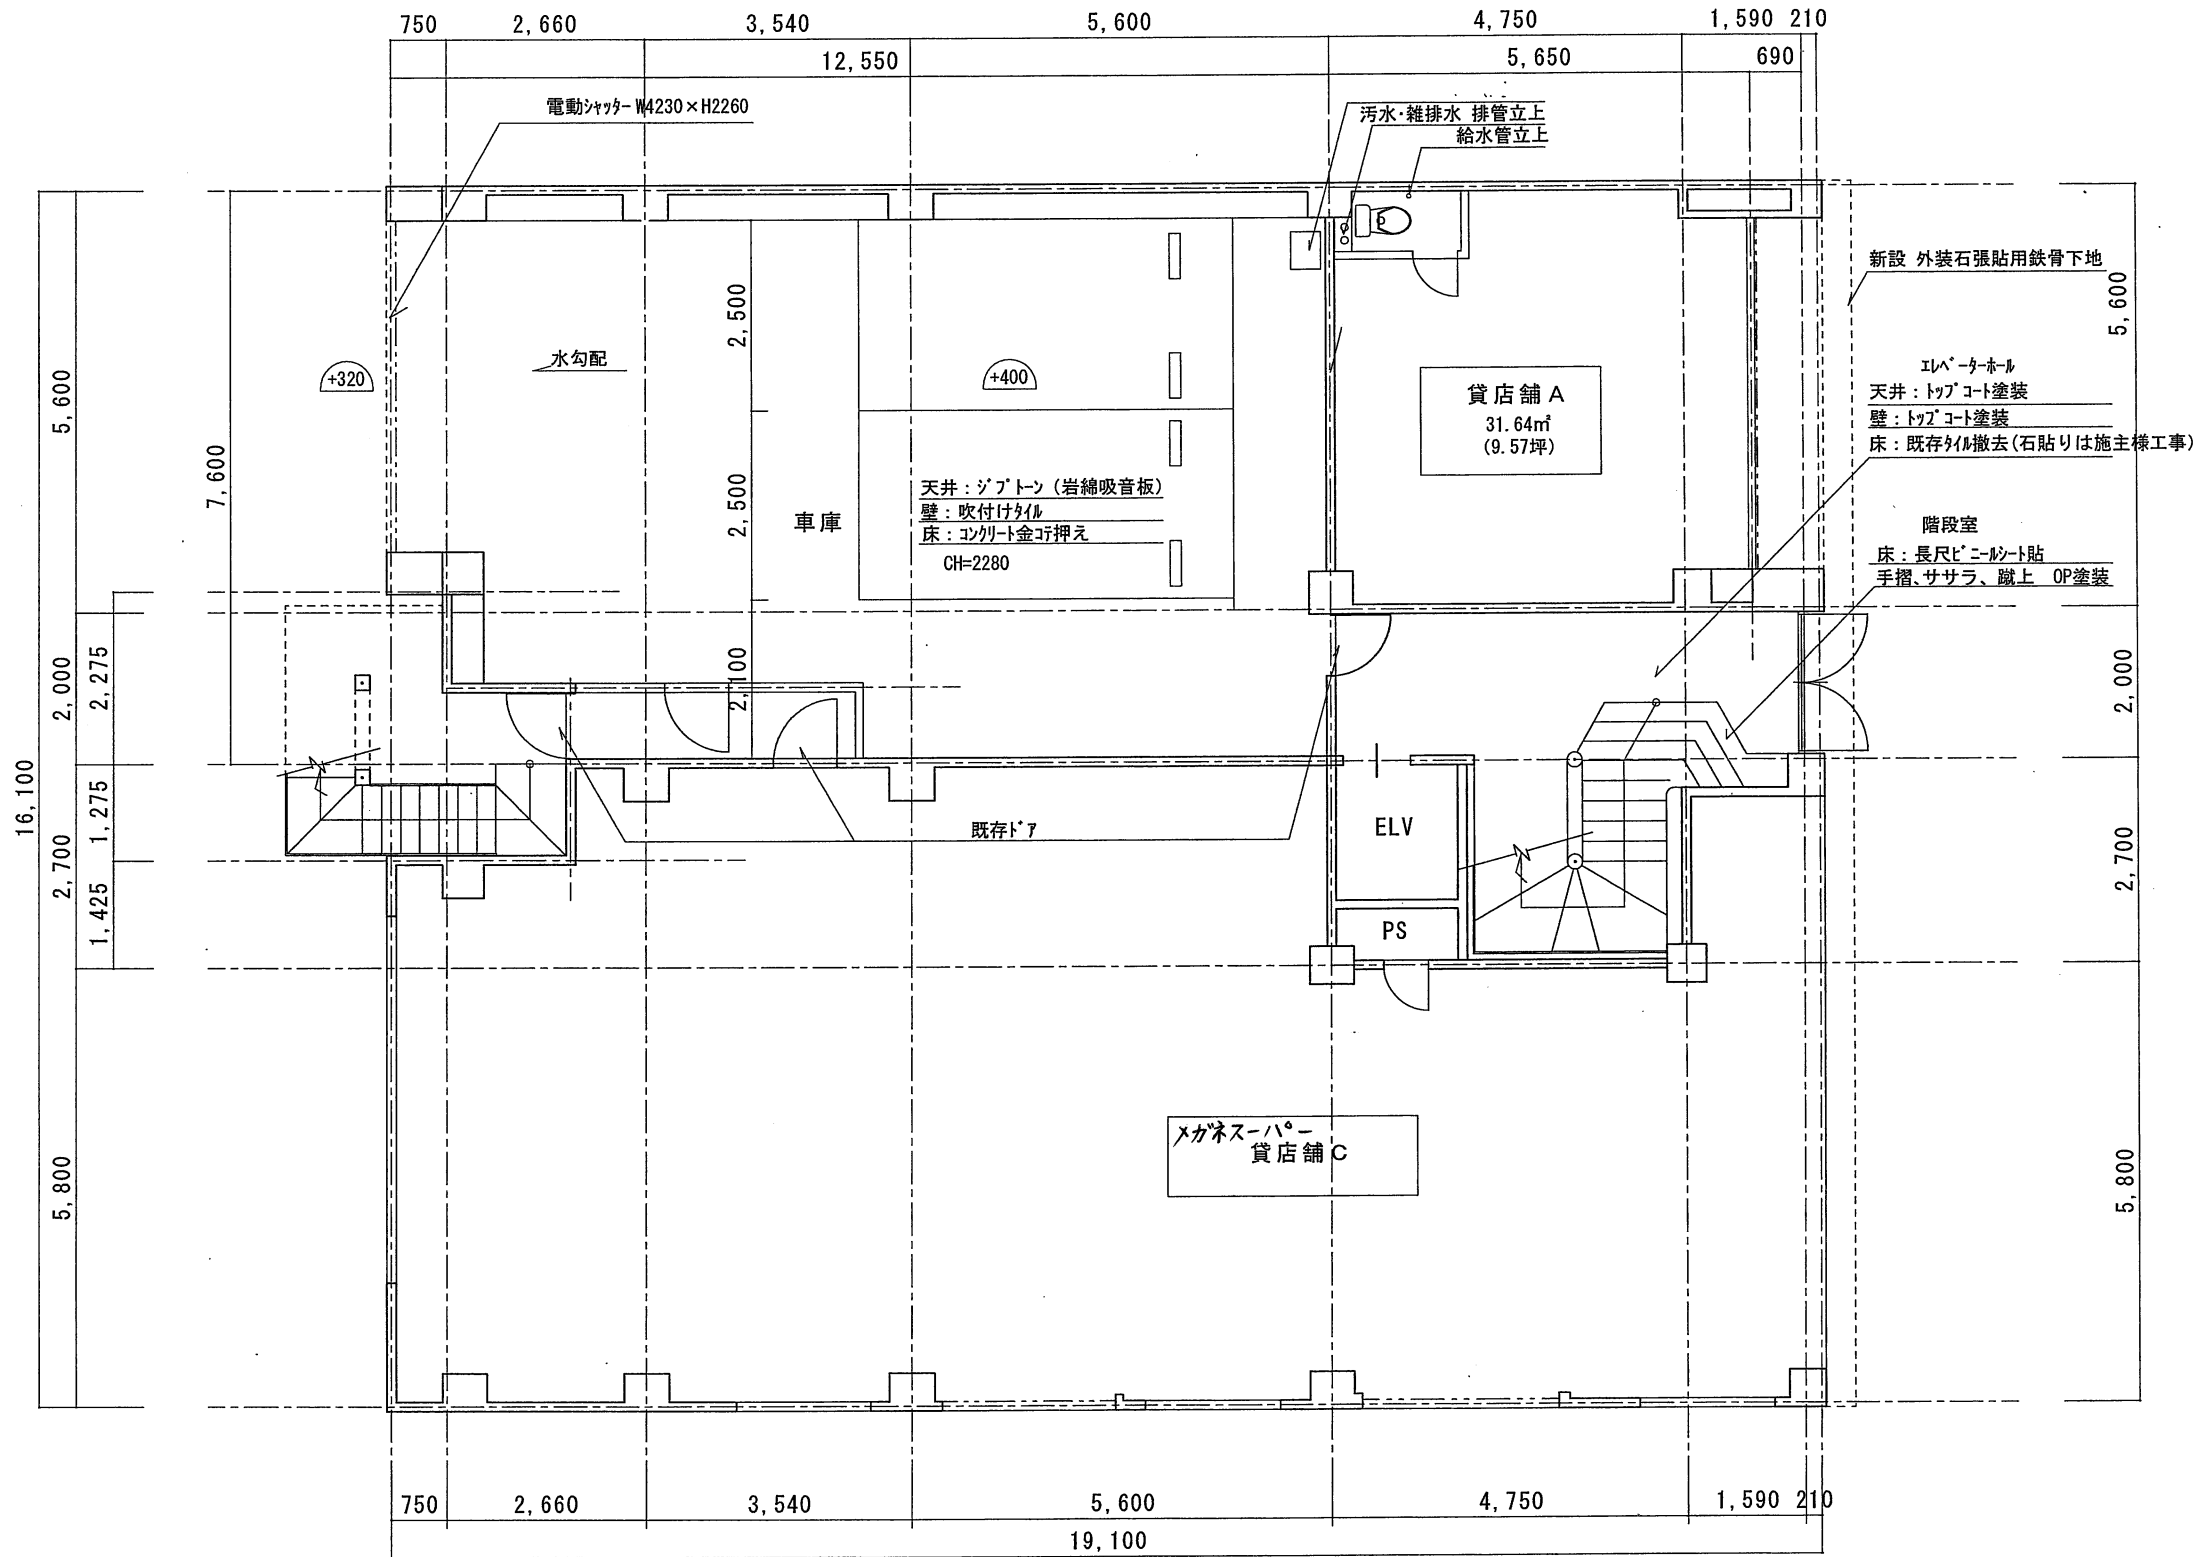 750 2,660 3,540 5,600 4,750 1,590 210
12,550 5,650 690
電動シャッター W4230×H2260
汚水・雑排水 排管立上
給水管立上
新設 外装石張貼用鉄骨下地
5,600
2,500
水勾配
+320
+400
貸店舗 A
31.64㎡
(9.57坪)
エレベーターホール
天井：トップコート塗装
壁：トップコート塗装
床：既存タイル撤去(石貼りは施主様工事)
5,600
7,600
2,500
車庫
天井：ジプトーン（岩綿吸音板）
壁：吹付けタイル
床：コンクリート金コテ押え
CH=2280
階段室
床：長尺ビニールシート貼
手摺、ササラ、蹴上 OP塗装
2,000
2,275
2,100
2,000
16,100
1,275
2,700
1,425
既存ドア
ELV
PS
2,700
メガネスーパー
貸店舗 C
5,800
5,800
750 2,660 3,540 5,600 4,750 1,590 210
19,100